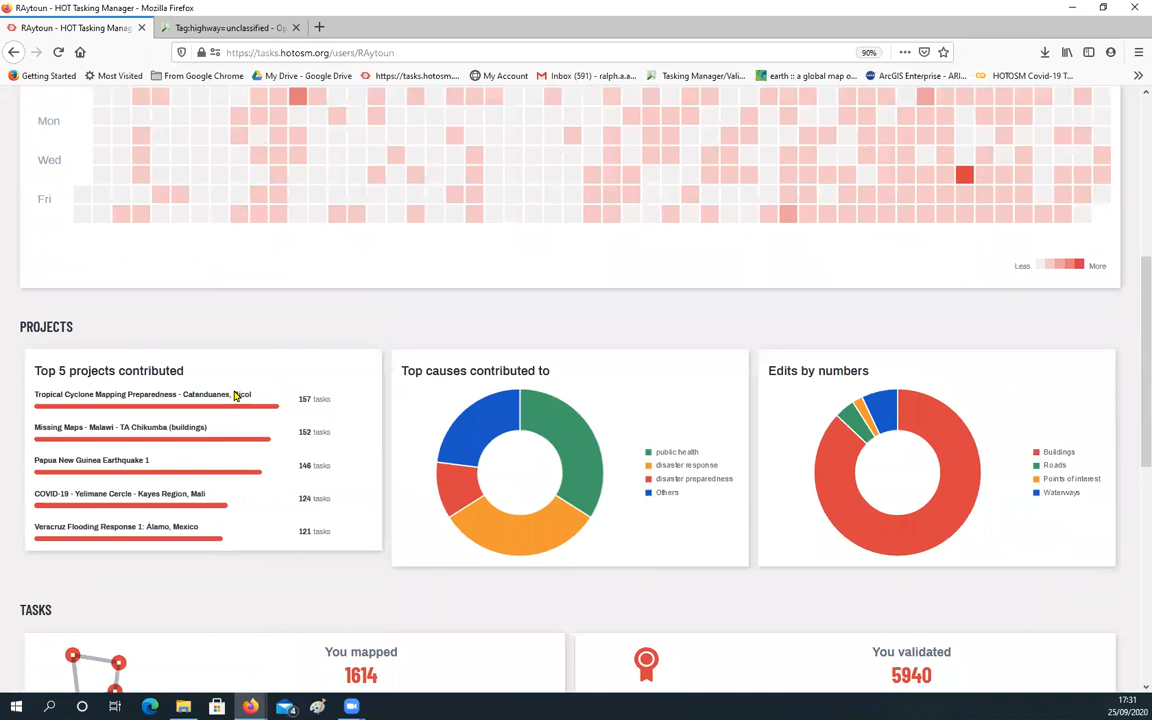 RAytoun - HOT Tasking Manager - Mozilla Firefox
RAytoun - HOT Tasking Manag
Tag:highway=unclassified - Op
https://tasks.hotosm.org/users/RAytoun
90%
Getting Started
Most Visited
From Google Chrome
My Drive - Google Drive
https://tasks.hotosm....
My Account
Inbox (591) - ralph.a.a...
Tasking Manager/Vali...
earth :: a global map o...
ArcGIS Enterprise - ARI...
HOTOSM Covid-19 T...
Mon
Wed
Fri
Less
More
PROJECTS
Top 5 projects contributed
Tropical Cyclone Mapping Preparedness - Catanduanes,
157 tasks
Missing Maps - Malawi - TA Chikumba (buildings)
152 tasks
Papua New Guinea Earthquake 1
146 tasks
COVID-19 - Yelimane Cercle - Kayes Region, Mali
124 tasks
Veracruz Flooding Response 1: Álamo, Mexico
121 tasks
Top causes contributed to
public health
disaster response
disaster preparedness
Others
Edits by numbers
Buildings
Roads
Points of interest
Waterways
TASKS
You mapped
1614
You validated
5940
4
17:31
25/09/2020